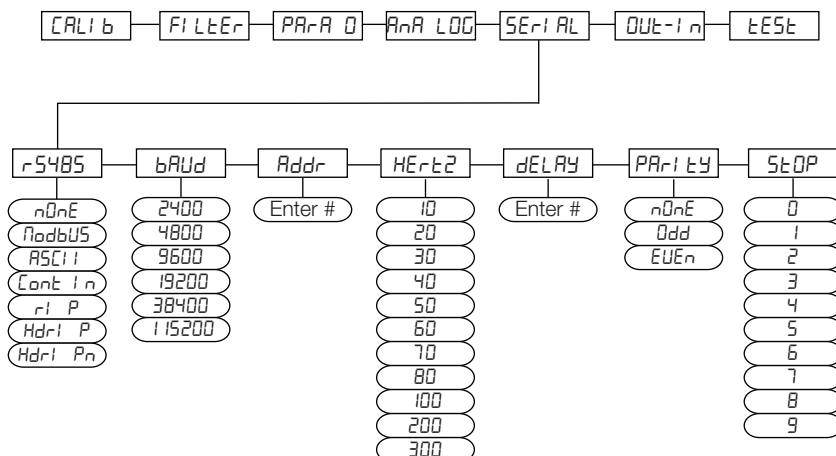 CALIb FILtEr PArA 0 AnA LOG SErIAL OUt-In tESt
rS485 bAUd Addr HErt2 dELAY PArItY StOP
nOnE 2400 Enter # 10 Enter # nOnE 0
ModbUS 4800 20 Odd 1
ASCII 9600 30 EUEn 2
Cont In 19200 40 3
rI P 38400 50 4
HdrI P 115200 60 5
HdrI Pn 70 6
80 7
100 8
200 9
300